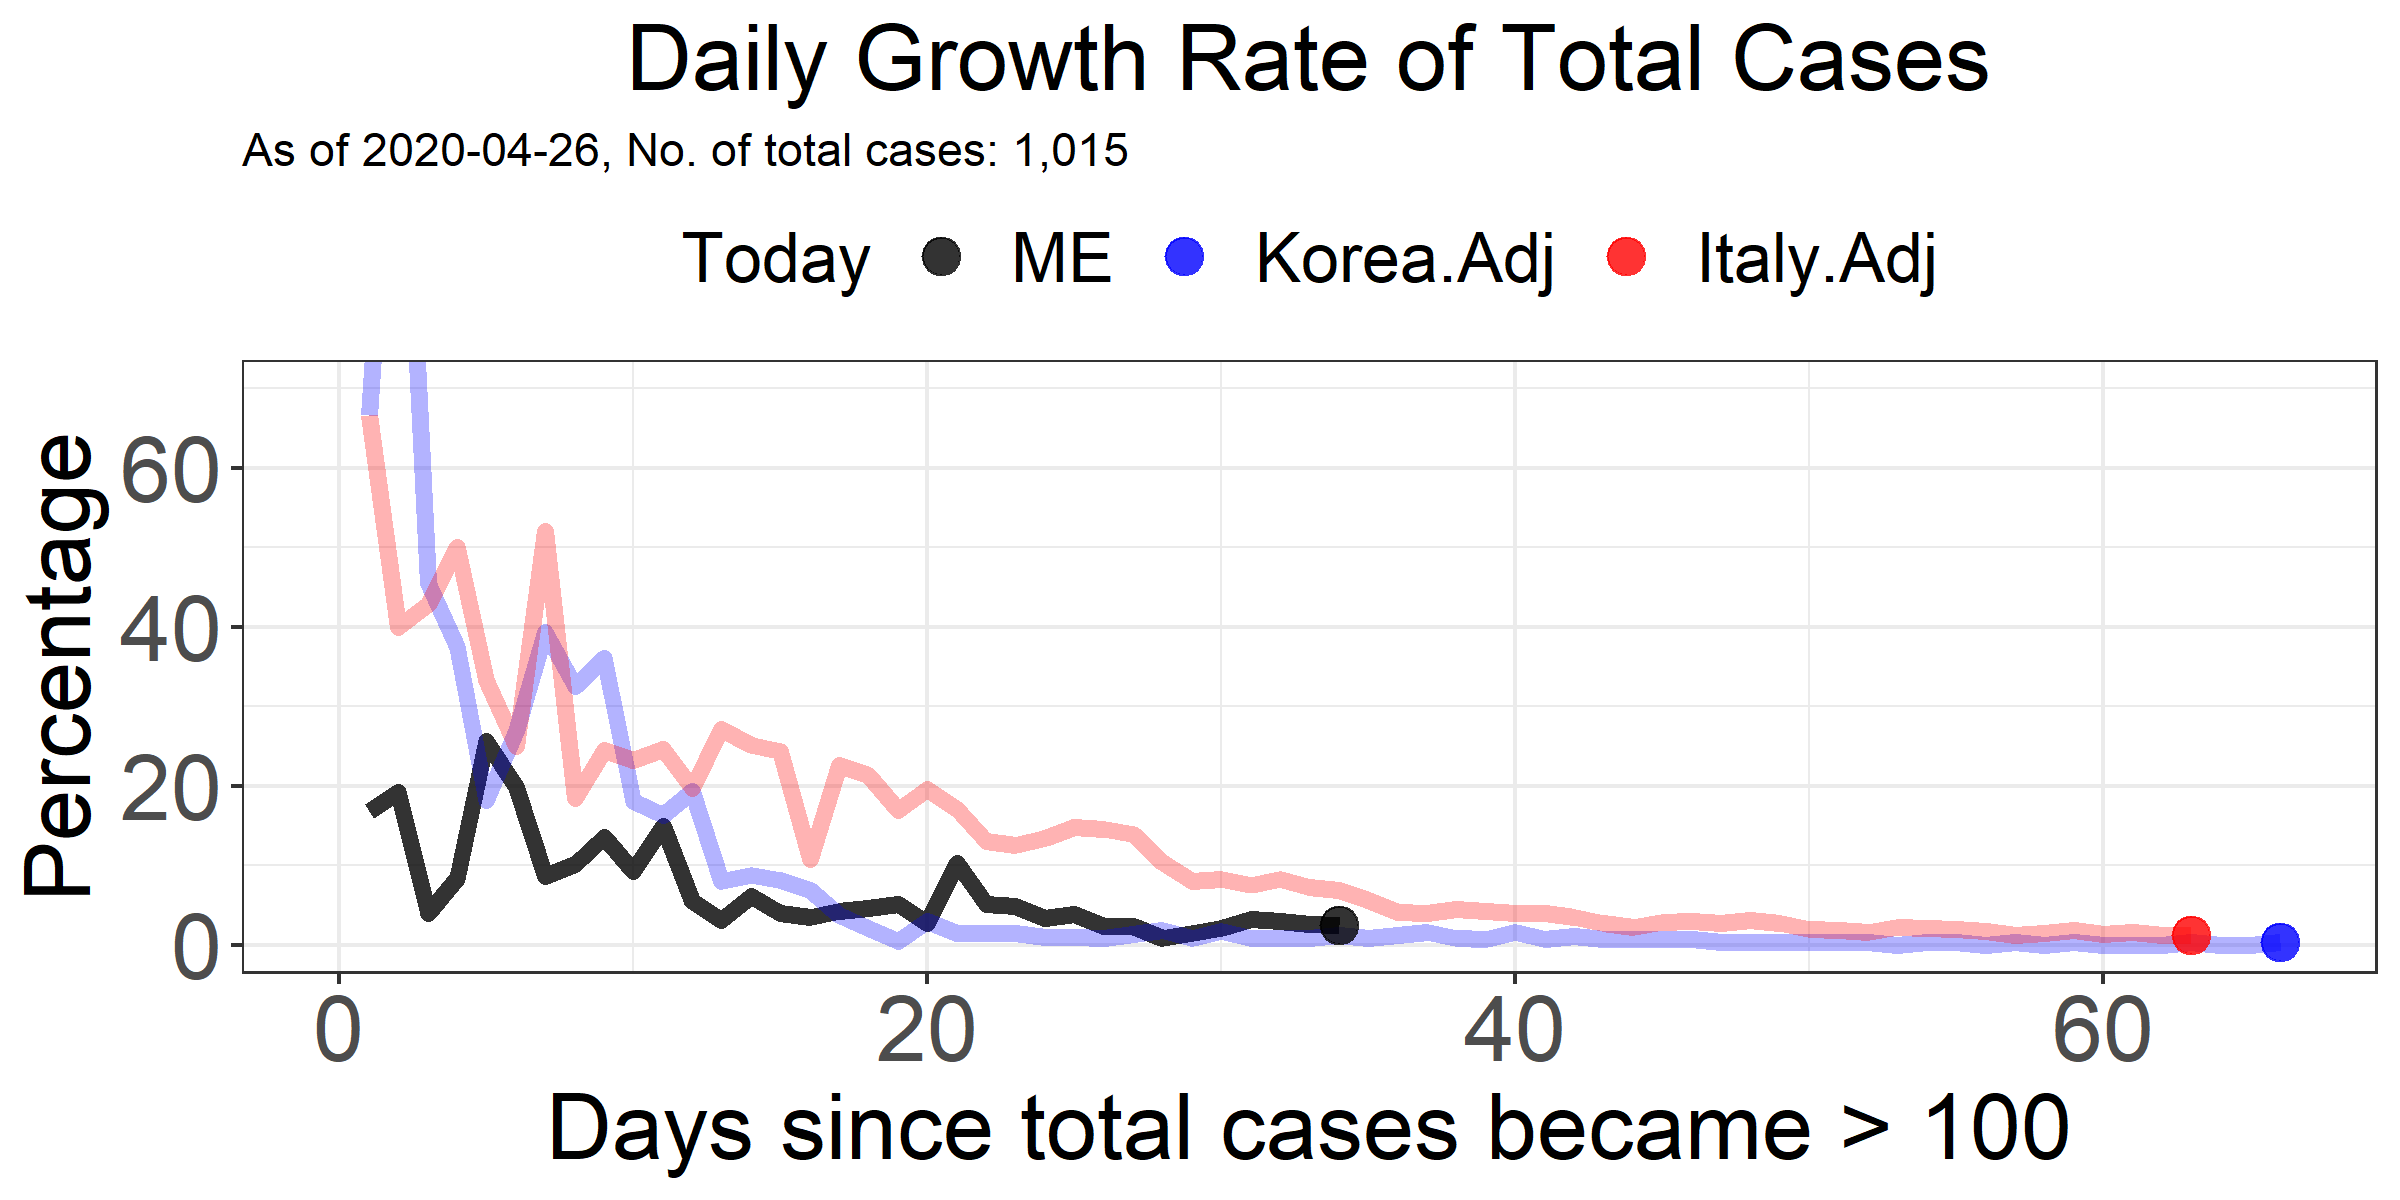 Daily Growth Rate of Total Cases
As of 2020-04-26, No. of total cases: 1,015
Today ME Korea.Adj Italy.Adj
Percentage
60
40
20
0
0 20 40 60
Days since total cases became > 100